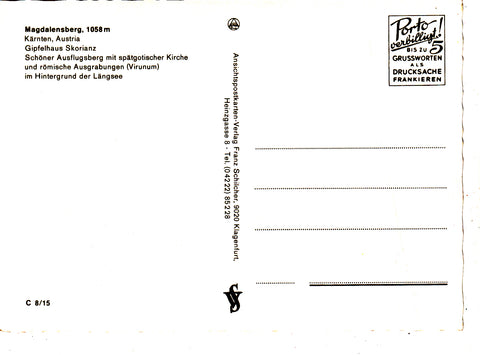 Magdalensberg, 1058 m
Kärnten, Austria
Gipfelhaus Skorianz
Schöner Ausflugsberg mit spätgotischer Kirche
und römische Ausgrabungen (Virunum)
im Hintergrund der Längsee
C 8/15
Ansichtspostkarten-Verlag Franz Schilcher, 9020 Klagenfurt,
Heinzgasse 8 - Tel. (0 42 22) 85 2 28
Porto
verbilligt!
BIS ZU 5
GRUSSWORTEN
ALS
DRUCKSACHE
FRANKIEREN